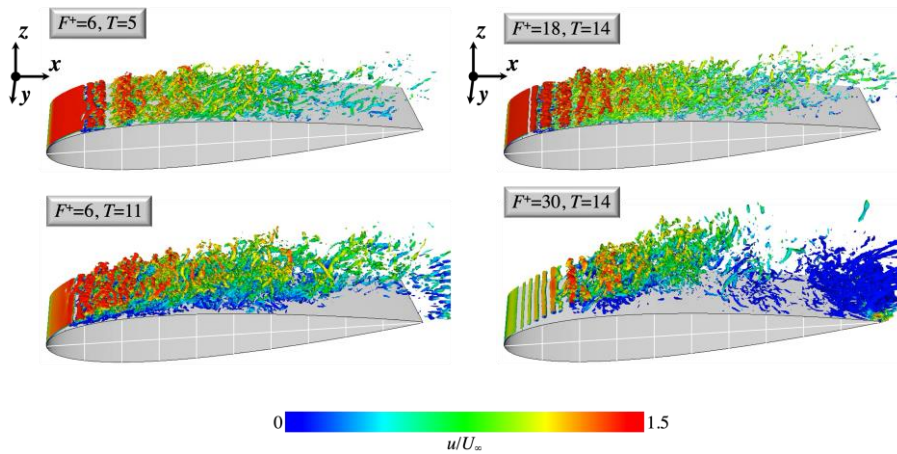 F⁺=6, T=5
z
x
y
F⁺=18, T=14
z
x
y
F⁺=6, T=11
F⁺=30, T=14
0
1.5
u/U∞